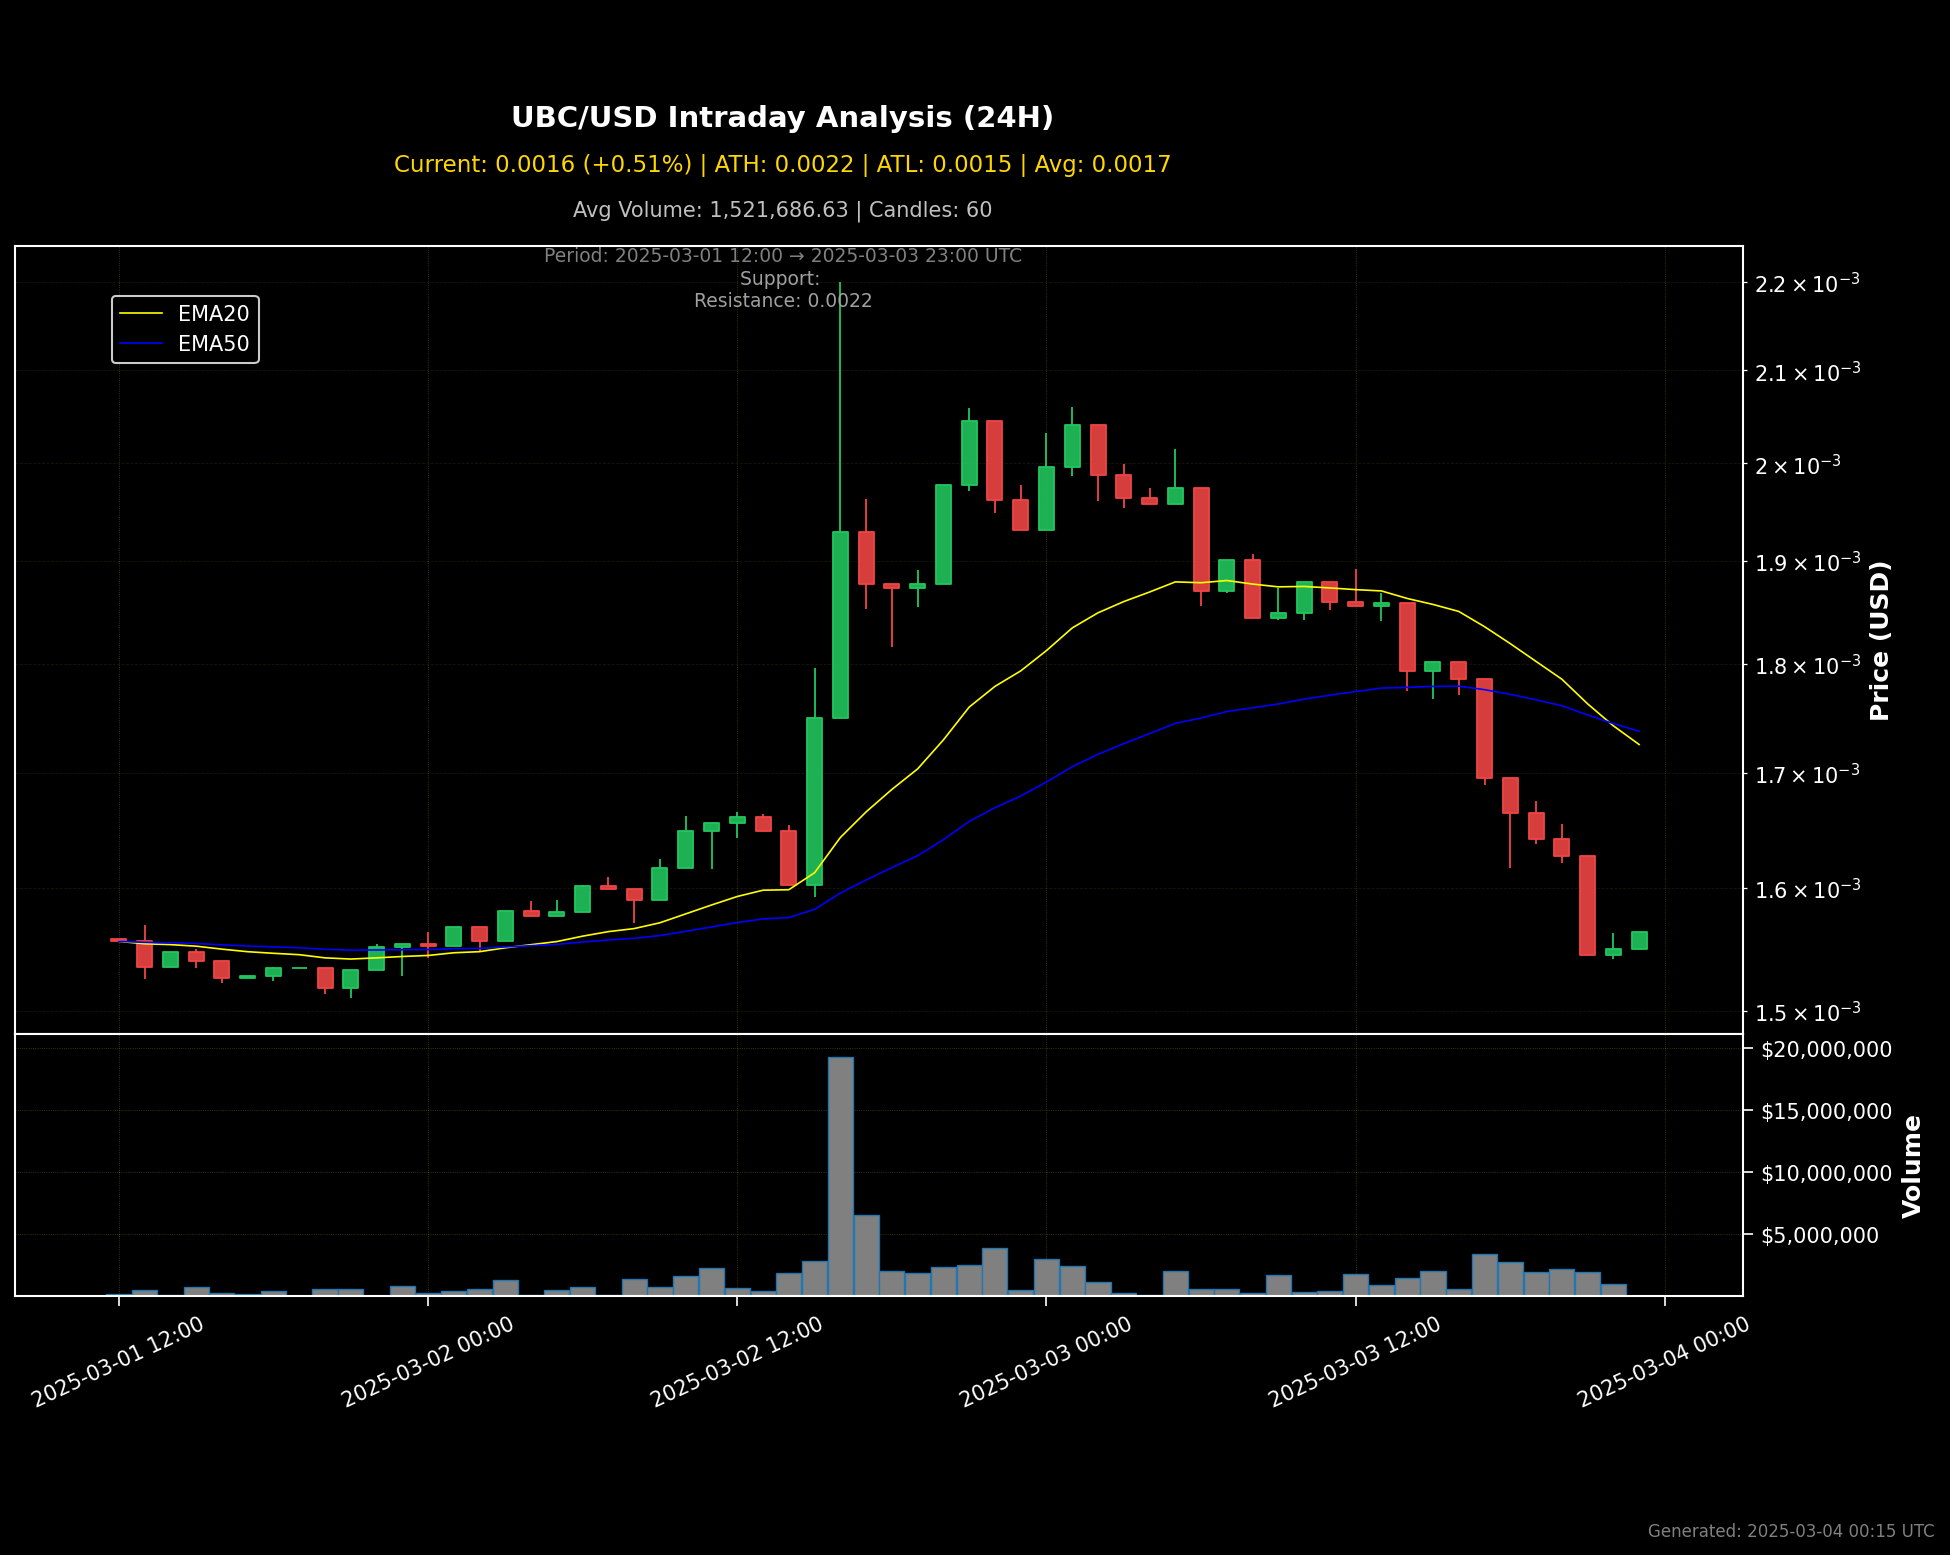 UBC/USD Intraday Analysis (24H)
Current: 0.0016 (+0.51%) | ATH: 0.0022 | ATL: 0.0015 | Avg: 0.0017
Avg Volume: 1,521,686.63 | Candles: 60
Period: 2025-03-01 12:00 → 2025-03-03 23:00 UTC
Support:
Resistance: 0.0022
EMA20
EMA50
2.2 × 10⁻³
2.1 × 10⁻³
2 × 10⁻³
1.9 × 10⁻³
1.8 × 10⁻³
1.7 × 10⁻³
1.6 × 10⁻³
1.5 × 10⁻³
Price (USD)
$20,000,000
$15,000,000
$10,000,000
$5,000,000
Volume
2025-03-01 12:00
2025-03-02 00:00
2025-03-02 12:00
2025-03-03 00:00
2025-03-03 12:00
2025-03-04 00:00
Generated: 2025-03-04 00:15 UTC